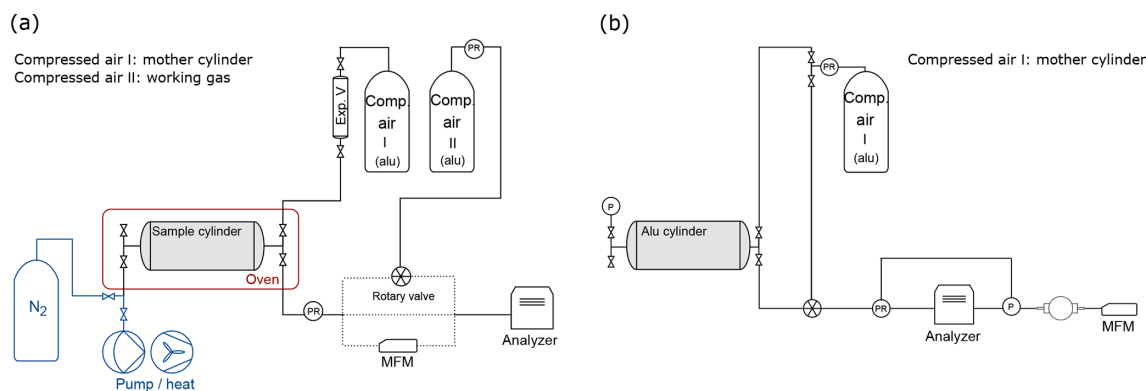 (a)
Compressed air I: mother cylinder
Compressed air II: working gas
Exp. V
Comp.
air
I
(alu)
PR
Comp.
air
II
(alu)
Sample cylinder
Oven
N2
Pump / heat
PR
Rotary valve
MFM
Analyzer
(b)
Compressed air I: mother cylinder
PR
Comp.
air
I
(alu)
P
Alu cylinder
PR
Analyzer
P
MFM